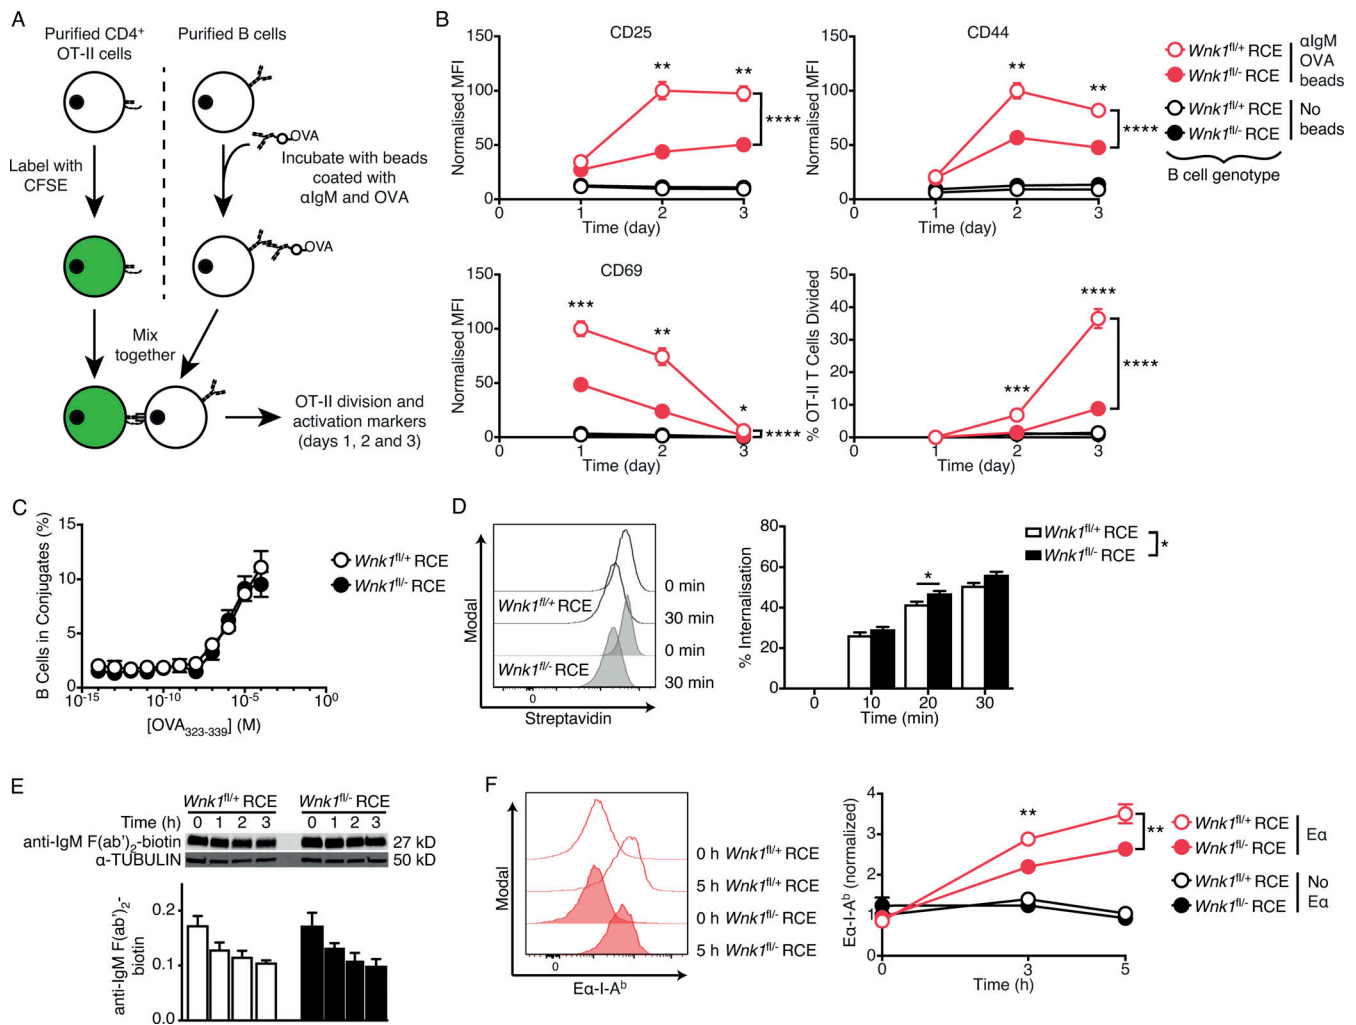 A
Purified CD4⁺
OT-II cells
Purified B cells
OVA
Label with
CFSE
Incubate with beads
coated with
αIgM and OVA
OVA
Mix
together
OT-II division and
activation markers
(days 1, 2 and 3)
B
CD25
Normalised MFI
150
100
50
0
0 1 2 3
Time (day)
** **
****
CD44
Normalised MFI
150
100
50
0
0 1 2 3
Time (day)
** **
****
Wnk1fl/+ RCE
Wnk1fl/- RCE
αIgM
OVA
beads
Wnk1fl/+ RCE
Wnk1fl/- RCE
No
beads
B cell genotype
CD69
Normalised MFI
150
100
50
0
0 1 2 3
Time (day)
*** ** *
****
% OT-II T Cells Divided
50
40
30
20
10
0
0 1 2 3
Time (day)
*** ****
****
C
B Cells in Conjugates (%)
15
10
5
0
10⁻¹⁵ 10⁻¹⁰ 10⁻⁵ 10⁰
[OVA₃₂₃₋₃₃₉] (M)
Wnk1fl/+ RCE
Wnk1fl/- RCE
D
Modal
Wnk1fl/+ RCE
Wnk1fl/- RCE
0 min
30 min
0 min
30 min
0
Streptavidin
% Internalisation
80
60
40
20
0
0 10 20 30
Time (min)
*
Wnk1fl/+ RCE
Wnk1fl/- RCE
*
E
Wnk1fl/+ RCE Wnk1fl/- RCE
Time (h) 0 1 2 3 0 1 2 3
anti-IgM F(ab')₂-biotin 27 kD
α-TUBULIN 50 kD
anti-IgM F(ab')₂-
biotin
0.2
0.1
0.0
F
Modal
0 h Wnk1fl/+ RCE
5 h Wnk1fl/+ RCE
0 h Wnk1fl/- RCE
5 h Wnk1fl/- RCE
0
Eα-I-Aᵇ
Eα-I-Aᵇ (normalized)
4
3
2
1
0
0 3 5
Time (h)
**
**
Wnk1fl/+ RCE
Wnk1fl/- RCE
Eα
Wnk1fl/+ RCE
Wnk1fl/- RCE
No
Eα